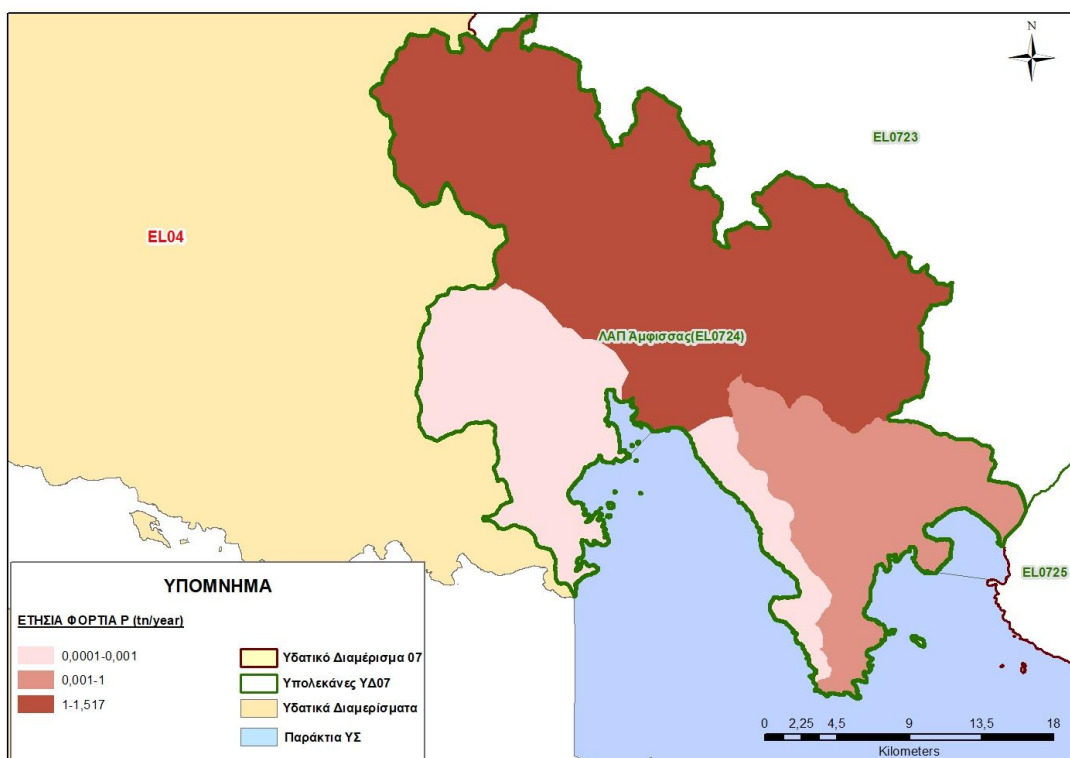 N
EL0723
EL04
ΛΑΠ Άμφισσας(EL0724)
EL0725
ΥΠΟΜΝΗΜΑ
ΕΤΗΣΙΑ ΦΟΡΤΙΑ P (tn/year)
0,0001-0,001
0,001-1
1-1,517
Υδατικό Διαμέρισμα 07
Υπολεκάνες ΥΔ07
Υδατικά Διαμερίσματα
Παράκτια ΥΣ
0 2,25 4,5 9 13,5 18
Kilometers